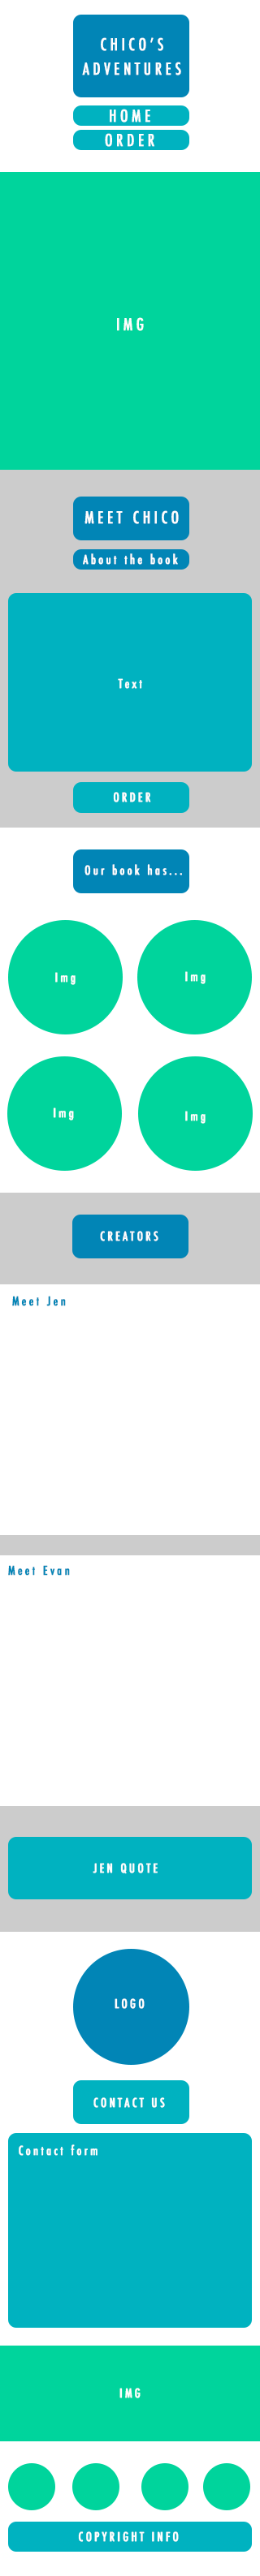 CHICO'S
ADVENTURES
HOME
ORDER
IMG
MEET CHICO
About the book
Text
ORDER
Our book has...
Img
Img
Img
Img
CREATORS
Meet Jen
Meet Evan
JEN QUOTE
LOGO
CONTACT US
Contact form
IMG
COPYRIGHT INFO